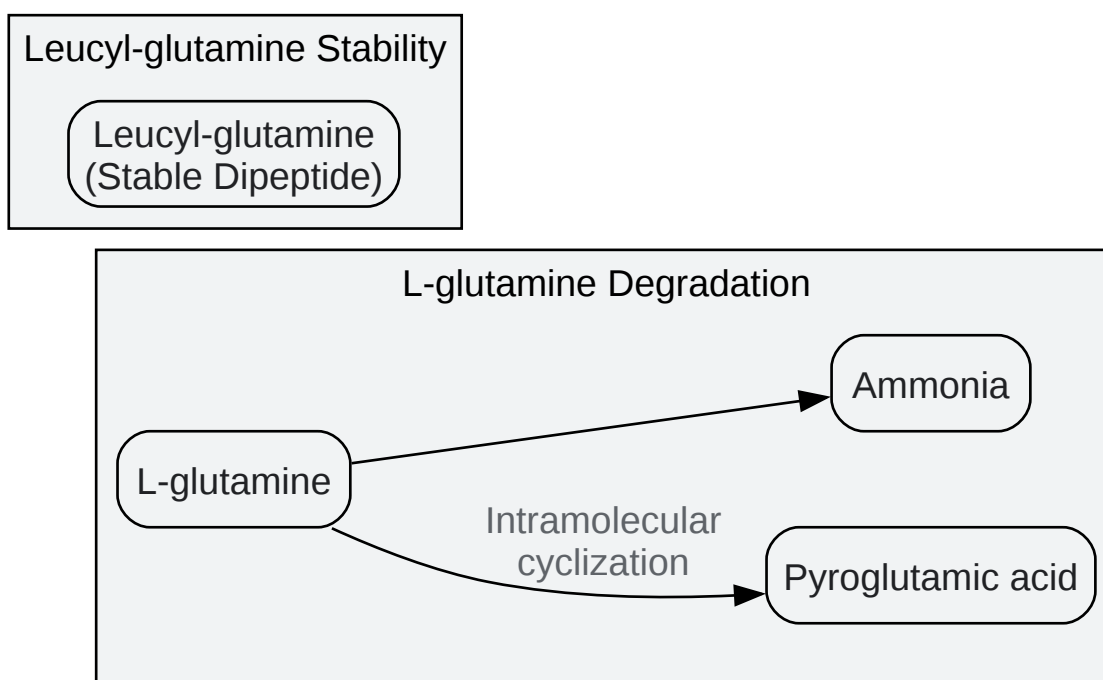 Leucyl-glutamine Stability
Leucyl-glutamine
(Stable Dipeptide)
L-glutamine Degradation
Ammonia
L-glutamine
Intramolecular
cyclization
Pyroglutamic acid